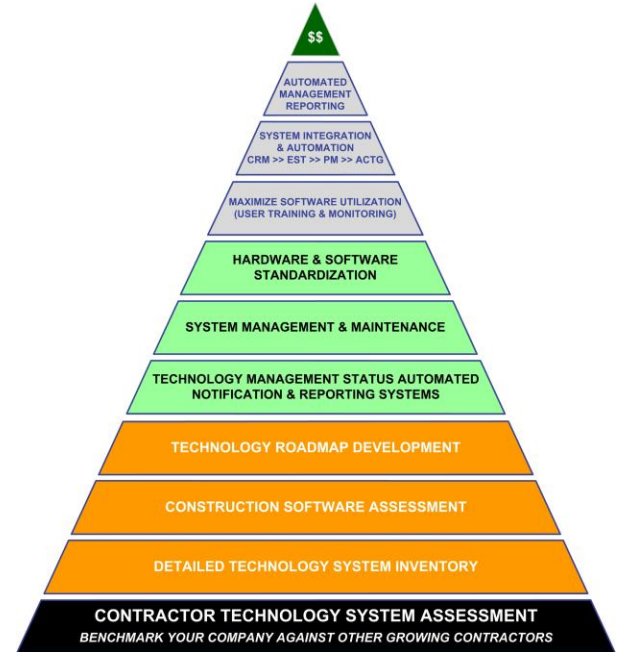 $$
AUTOMATED
MANAGEMENT
REPORTING
SYSTEM INTEGRATION
& AUTOMATION
CRM >> EST >> PM >> ACTG
MAXIMIZE SOFTWARE UTILIZATION
(USER TRAINING & MONITORING)
HARDWARE & SOFTWARE
STANDARDIZATION
SYSTEM MANAGEMENT & MAINTENANCE
TECHNOLOGY MANAGEMENT STATUS AUTOMATED
NOTIFICATION & REPORTING SYSTEMS
TECHNOLOGY ROADMAP DEVELOPMENT
CONSTRUCTION SOFTWARE ASSESSMENT
DETAILED TECHNOLOGY SYSTEM INVENTORY
CONTRACTOR TECHNOLOGY SYSTEM ASSESSMENT
BENCHMARK YOUR COMPANY AGAINST OTHER GROWING CONTRACTORS